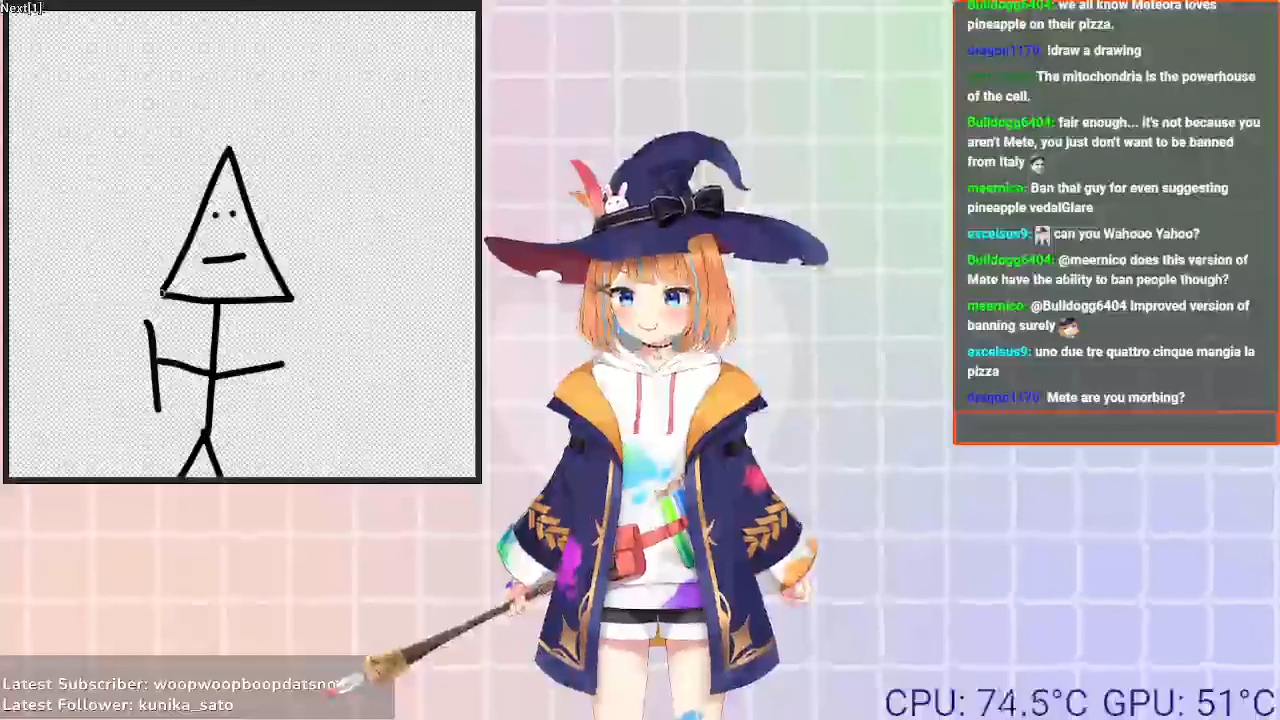 Next[1].
Bulldogg6404: we all know Meteora loves
pineapple on their pizza.
dragon1170: !draw a drawing
The mitochondria is the powerhouse
of the cell.
Bulldogg6404: fair enough... it's not because you
aren't Mete, you just don't want to be banned
from Italy
meernico: Ban that guy for even suggesting
pineapple vedalGlare
excelsus9: can you Wahooo Yahoo?
Bulldogg6404: @meernico does this version of
Mete have the ability to ban people though?
meernico: @Bulldogg6404 Improved version of
banning surely
excelsus9: uno due tre quattro cinque mangia la
pizza
dragon1170: Mete are you morbing?
Latest Subscriber: woopwoopboopdatsno
Latest Follower: kunika_sato
CPU: 74.5°C GPU: 51°C